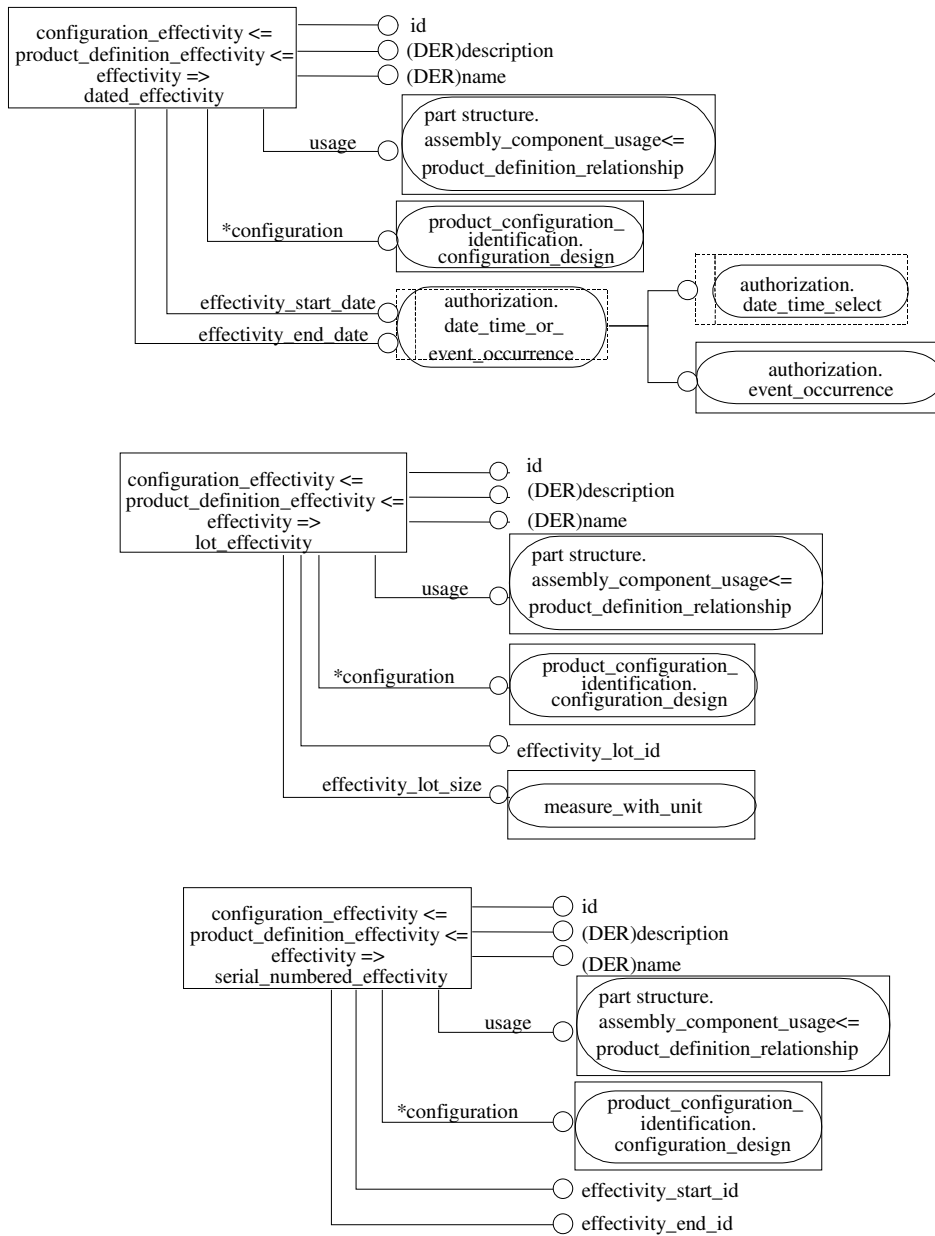 configuration_effectivity <=
product_definition_effectivity <=
effectivity =>
dated_effectivity
id
(DER)description
(DER)name
usage
part structure.
assembly_component_usage<=
product_definition_relationship
*configuration
product_configuration_
identification.
configuration_design
effectivity_start_date
effectivity_end_date
authorization.
date_time_or_
event_occurrence
authorization.
date_time_select
authorization.
event_occurrence
configuration_effectivity <=
product_definition_effectivity <=
effectivity =>
lot_effectivity
id
(DER)description
(DER)name
usage
part structure.
assembly_component_usage<=
product_definition_relationship
*configuration
product_configuration_
identification.
configuration_design
effectivity_lot_id
effectivity_lot_size
measure_with_unit
configuration_effectivity <=
product_definition_effectivity <=
effectivity =>
serial_numbered_effectivity
id
(DER)description
(DER)name
usage
part structure.
assembly_component_usage<=
product_definition_relationship
*configuration
product_configuration_
identification.
configuration_design
effectivity_start_id
effectivity_end_id